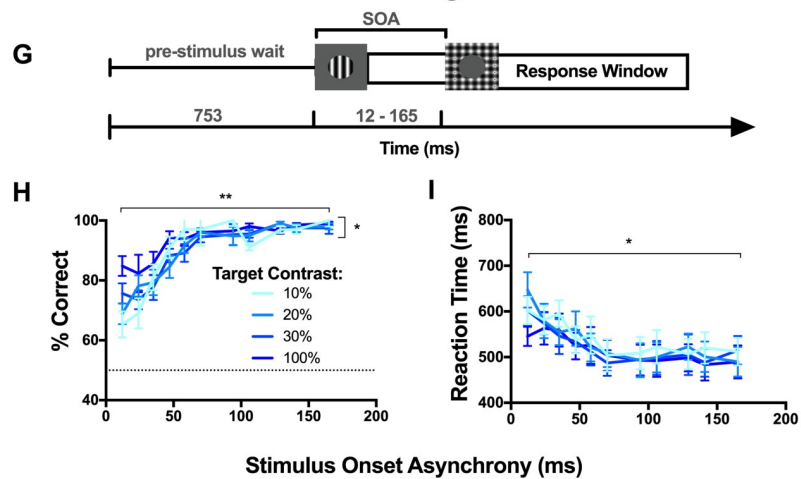 SOA
G
pre-stimulus wait
Response Window
753
12 - 165
Time (ms)
H
**
*
% Correct
100
80
60
40
0
50
100
150
200
Target Contrast:
10%
20%
30%
100%
I
*
Reaction Time (ms)
800
700
600
500
400
0
50
100
150
200
Stimulus Onset Asynchrony (ms)